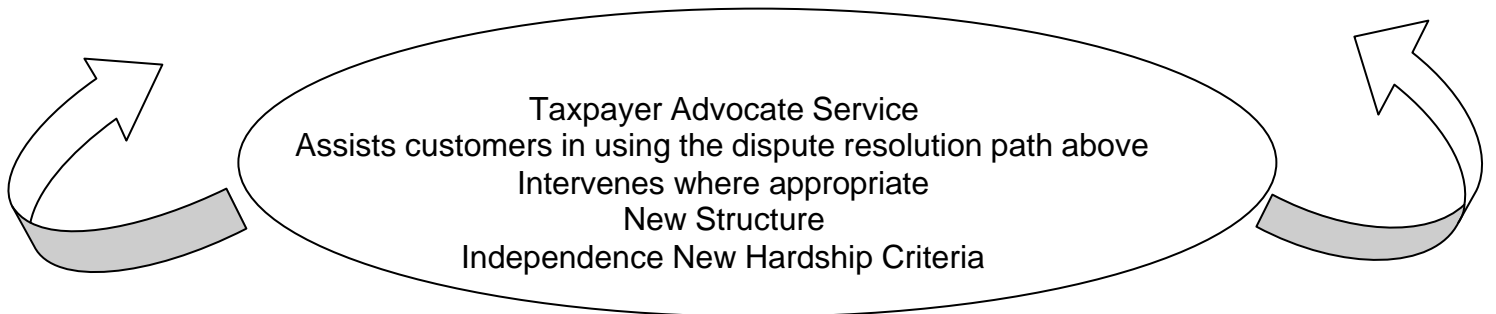 Taxpayer Advocate Service
Assists customers in using the dispute resolution path above
Intervenes where appropriate
New Structure
Independence New Hardship Criteria